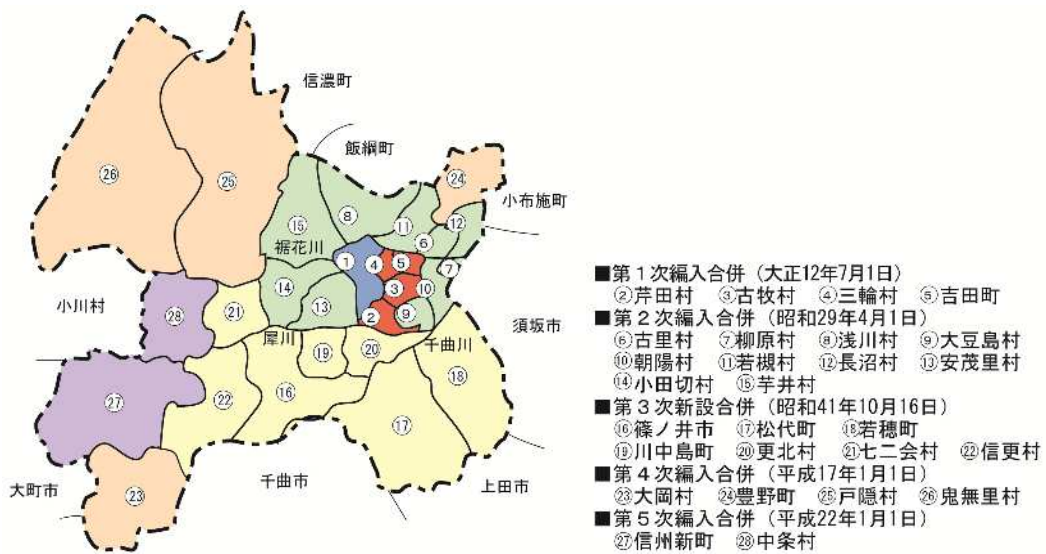 信濃町
飯綱町
㉖
㉕
㉔
小布施町
⑧
⑪
⑫
⑮
⑥
裾花川
①
④
⑤
⑦
小川村
⑭
③
⑩
㉘
㉑
⑬
②
⑨
須坂市
犀川
千曲川
⑲
⑳
⑱
㉗
㉒
⑯
⑰
大町市
㉓
千曲市
上田市
■第1次編入合併(大正12年7月1日)
②芹田村 ③古牧村 ④三輪村 ⑤吉田町
■第2次編入合併(昭和29年4月1日)
⑥古里村 ⑦柳原村 ⑧浅川村 ⑨大豆島村
⑩朝陽村 ⑪若槻村 ⑫長沼村 ⑬安茂里村
⑭小田切村 ⑮芋井村
■第3次新設合併(昭和41年10月16日)
⑯篠ノ井市 ⑰松代町 ⑱若穂町
⑲川中島町 ⑳更北村 ㉑七二会村 ㉒信更村
■第4次編入合併(平成17年1月1日)
㉓大岡村 ㉔豊野町 ㉕戸隠村 ㉖鬼無里村
■第5次編入合併(平成22年1月1日)
㉗信州新町 ㉘中条村